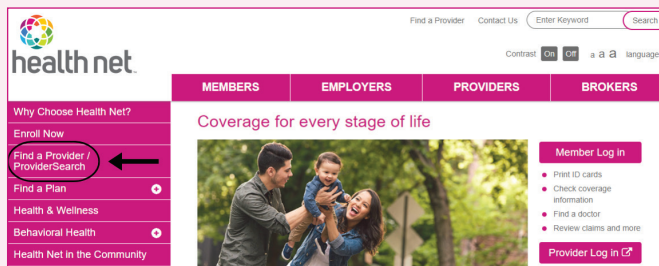 Find a Provider Contact Us Enter Keyword Search
health net
Contrast On Off a a a language
MEMBERS EMPLOYERS PROVIDERS BROKERS
Why Choose Health Net?
Enroll Now
Find a Provider /
ProviderSearch
Find a Plan
Health & Wellness
Behavioral Health
Health Net in the Community
Coverage for every stage of life
Member Log in
Print ID cards
Check coverage
information
Find a doctor
Review claims and more
Provider Log in